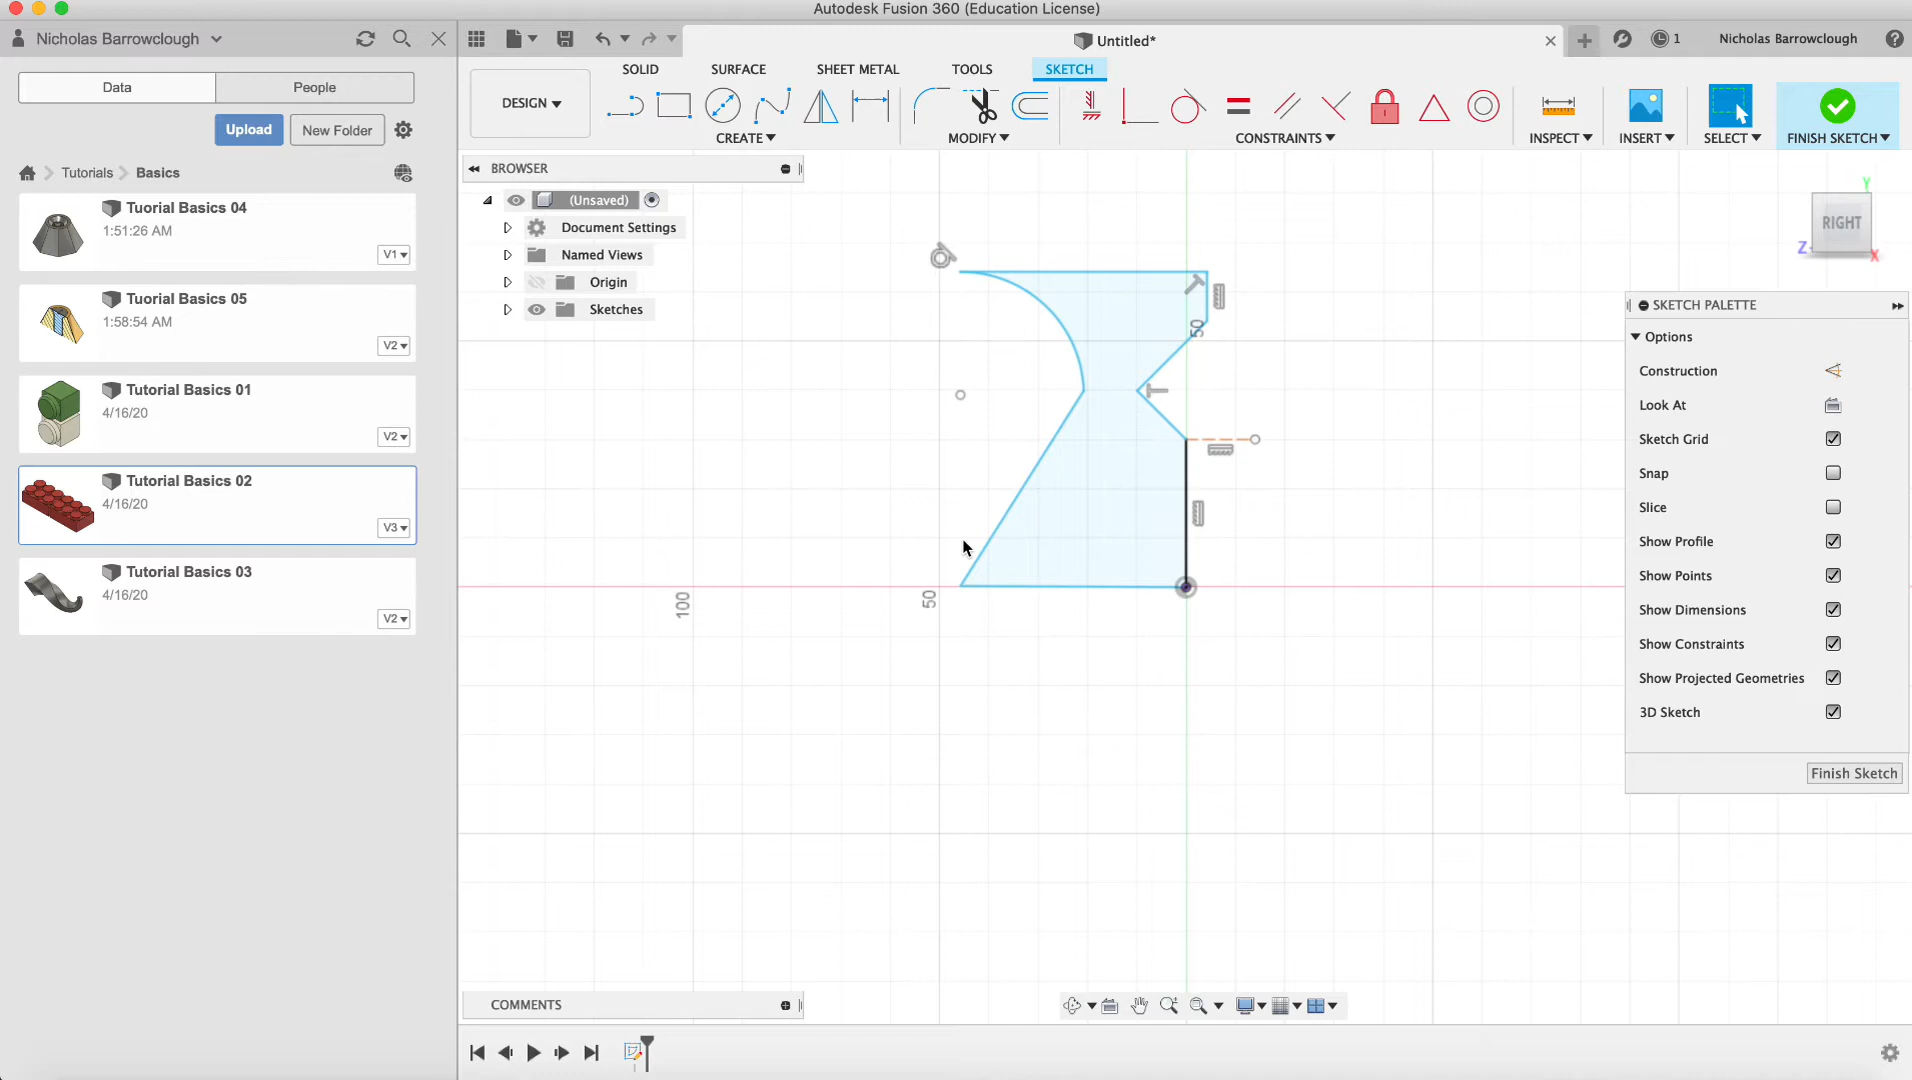 Autodesk Fusion 360 (Education License)
Nicholas Barrowclough
Untitled*
1
Nicholas Barrowclough
Data
People
Upload
New Folder
Tutorials
Basics
Tuorial Basics 04
1:51:26 AM
V1
Tuorial Basics 05
1:58:54 AM
V2
Tutorial Basics 01
4/16/20
V2
Tutorial Basics 02
4/16/20
V3
Tutorial Basics 03
4/16/20
V2
SOLID
SURFACE
SHEET METAL
TOOLS
SKETCH
DESIGN
CREATE
MODIFY
CONSTRAINTS
INSPECT
INSERT
SELECT
FINISH SKETCH
BROWSER
(Unsaved)
Document Settings
Named Views
Origin
Sketches
50
50
100
RIGHT
Y
Z
X
SKETCH PALETTE
Options
Construction
Look At
Sketch Grid
Snap
Slice
Show Profile
Show Points
Show Dimensions
Show Constraints
Show Projected Geometries
3D Sketch
Finish Sketch
COMMENTS